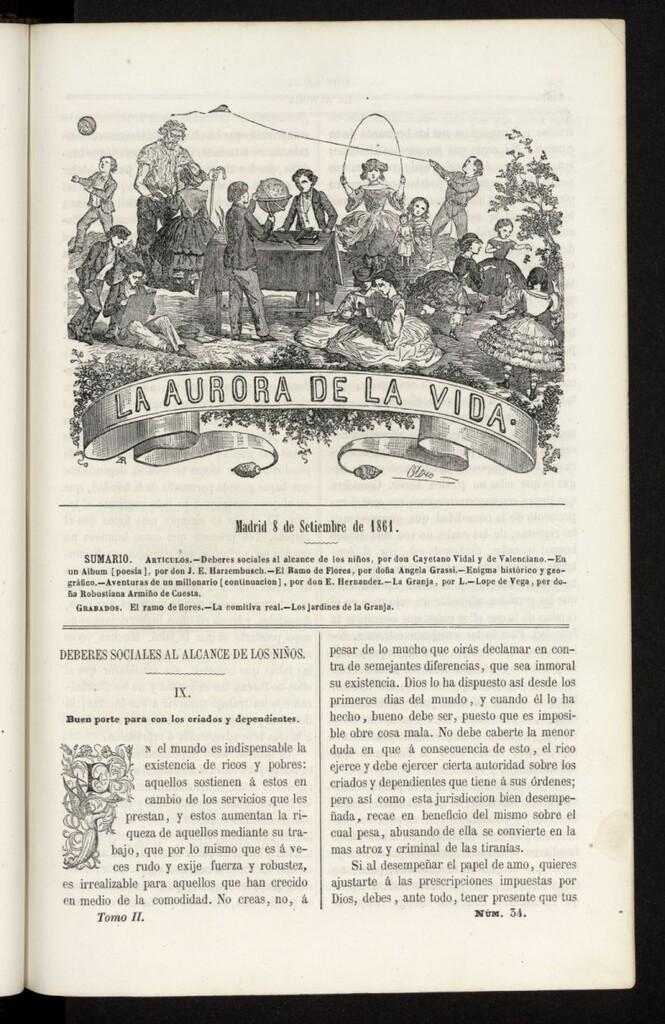 LA AURORA DE LA VIDA.
Madrid 8 de Setiembre de 1861.
SUMARIO. ARTICULOS.—Deberes sociales al alcance de los niños, por don Cayetano Vidal y de Valenciano.—En
un Album [poesía], por don J. E. Harzembusch.—El Ramo de Flores, por doña Angela Grassi.—Enigma histórico y geo-
gráfico.—Aventuras de un millonario [continuacion], por don E. Hernandez.—La Granja, por L.—Lope de Vega, por do-
ña Robustiana Armiño de Cuesta.
GRABADOS. El ramo de flores.—La comitiva real.—Los jardines de la Granja.
DEBERES SOCIALES AL ALCANCE DE LOS NIÑOS.
IX.
Buen porte para con los criados y dependientes.
EN el mundo es indispensable la
existencia de ricos y pobres:
aquellos sostienen á estos en
cambio de los servicios que les
prestan, y estos aumentan la ri-
queza de aquellos mediante su tra-
bajo, que por lo mismo que es á ve-
ces rudo y exije fuerza y robustez,
es irrealizable para aquellos que han crecido
en medio de la comodidad. No creas, no, á
pesar de lo mucho que oirás declamar en con-
tra de semejantes diferencias, que sea inmoral
su existencia. Dios lo ha dispuesto así desde los
primeros dias del mundo, y cuando él lo ha
hecho, bueno debe ser, puesto que es imposi-
ble obre cosa mala. No debe caberte la menor
duda en que á consecuencia de esto, el rico
ejerce y debe ejercer cierta autoridad sobre los
criados y dependientes que tiene á sus órdenes;
pero así como esta jurisdiccion bien desempe-
ñada, recae en beneficio del mismo sobre el
cual pesa, abusando de ella se convierte en la
mas atroz y criminal de las tiranías.
Si al desempeñar el papel de amo, quieres
ajustarte á las prescripciones impuestas por
Dios, debes, ante todo, tener presente que tus
Tomo II.
NÚM. 34.